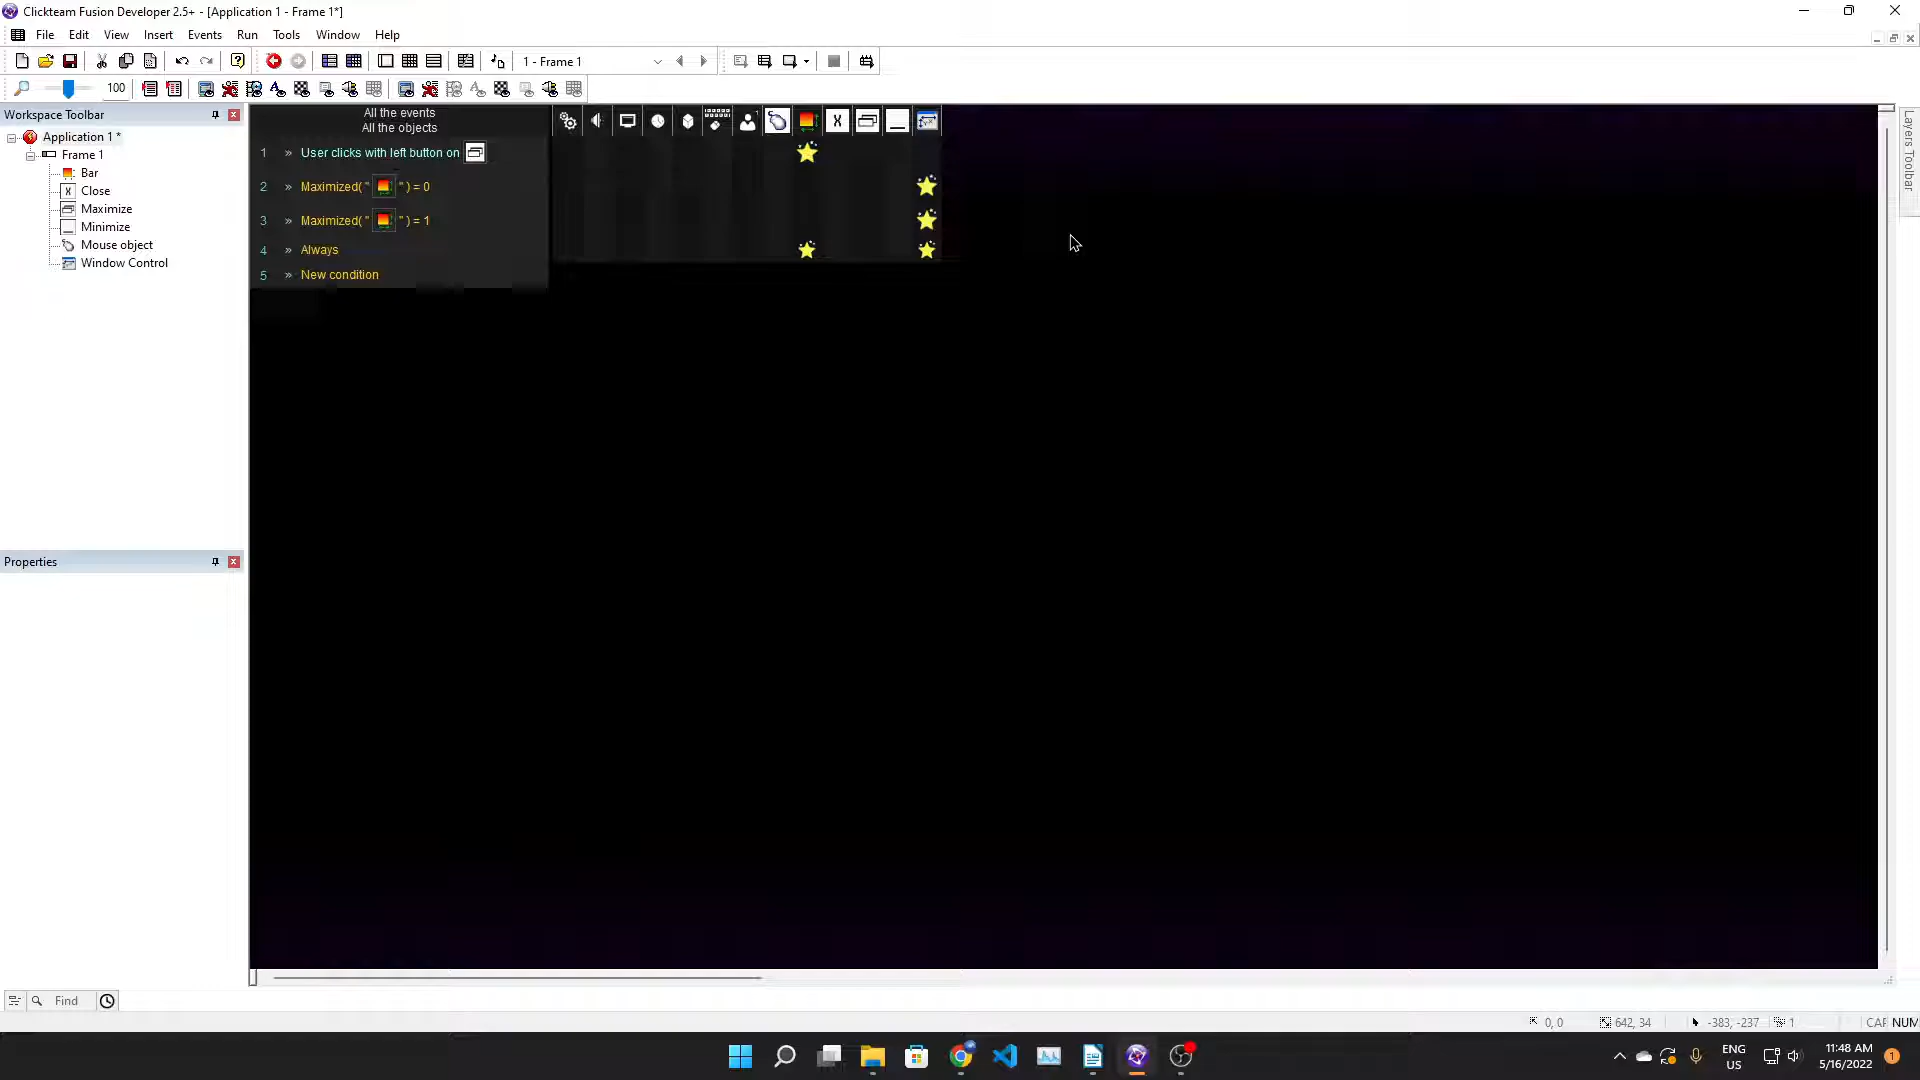 Clickteam Fusion Developer 2.5+ - [Application 1 - Frame 1*]
File Edit View Insert Events Run Tools Window Help
1 - Frame 1
100
Workspace Toolbar
Application 1 *
Frame 1
Bar
Close
Maximize
Minimize
Mouse object
Window Control
All the events
All the objects
1 » User clicks with left button on
2 » Maximized( " " ) = 0
3 » Maximized( " " ) = 1
4 » Always
5 » New condition
Layers Toolbar
Properties
Find
0, 0 642, 34 -383, -237 1 CAP NUM
ENG
US
11:48 AM
5/16/2022
1